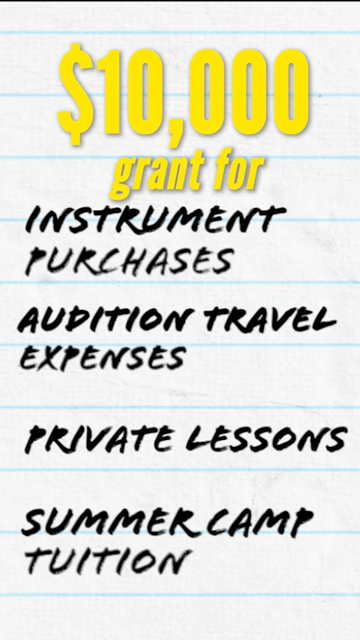 $10,000
grant for
INSTRUMENT
PURCHASES
AUDITION TRAVEL
EXPENSES
PRIVATE LESSONS
SUMMER CAMP
TUITION